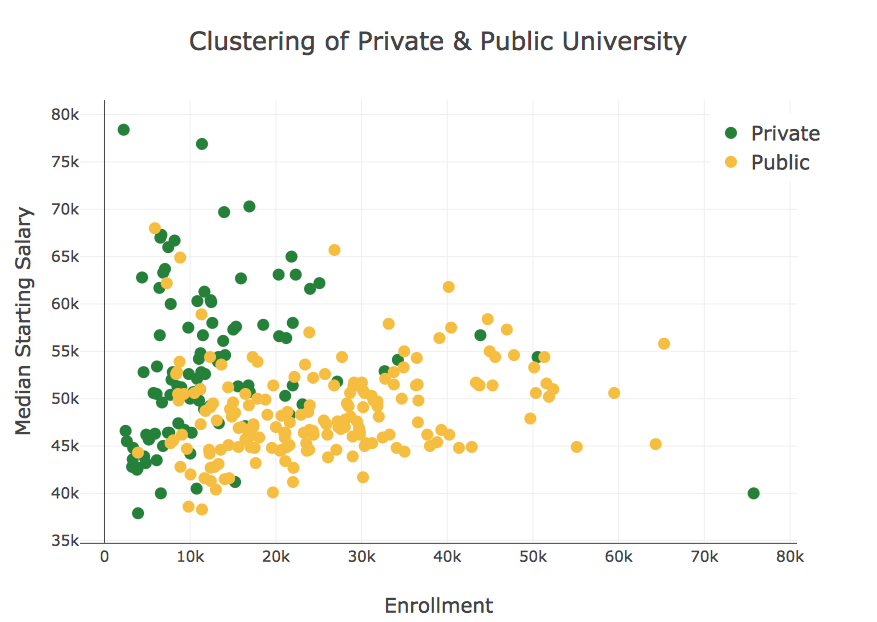 Clustering of Private & Public University
Private
Public
80k
75k
70k
65k
60k
55k
50k
45k
40k
35k
Median Starting Salary
0 10k 20k 30k 40k 50k 60k 70k 80k
Enrollment